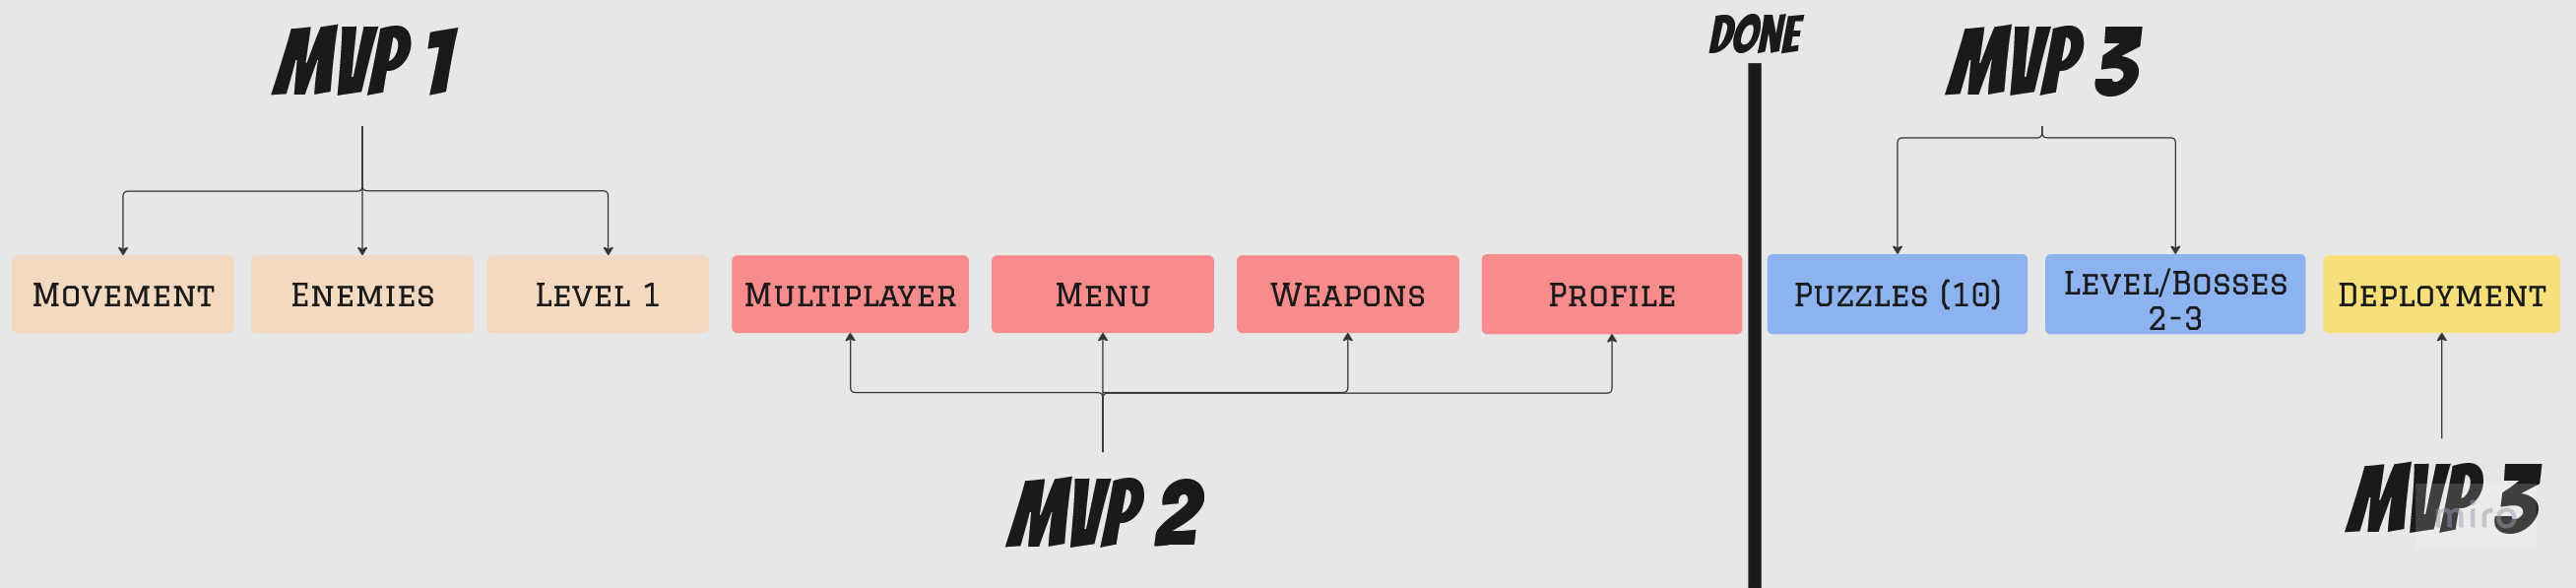 MVP 1
DONE
MVP 3
Movement
Enemies
Level 1
Multiplayer
Menu
Weapons
Profile
Puzzles (10)
Level/Bosses
2-3
Deployment
MVP 2
MVP 3
miro